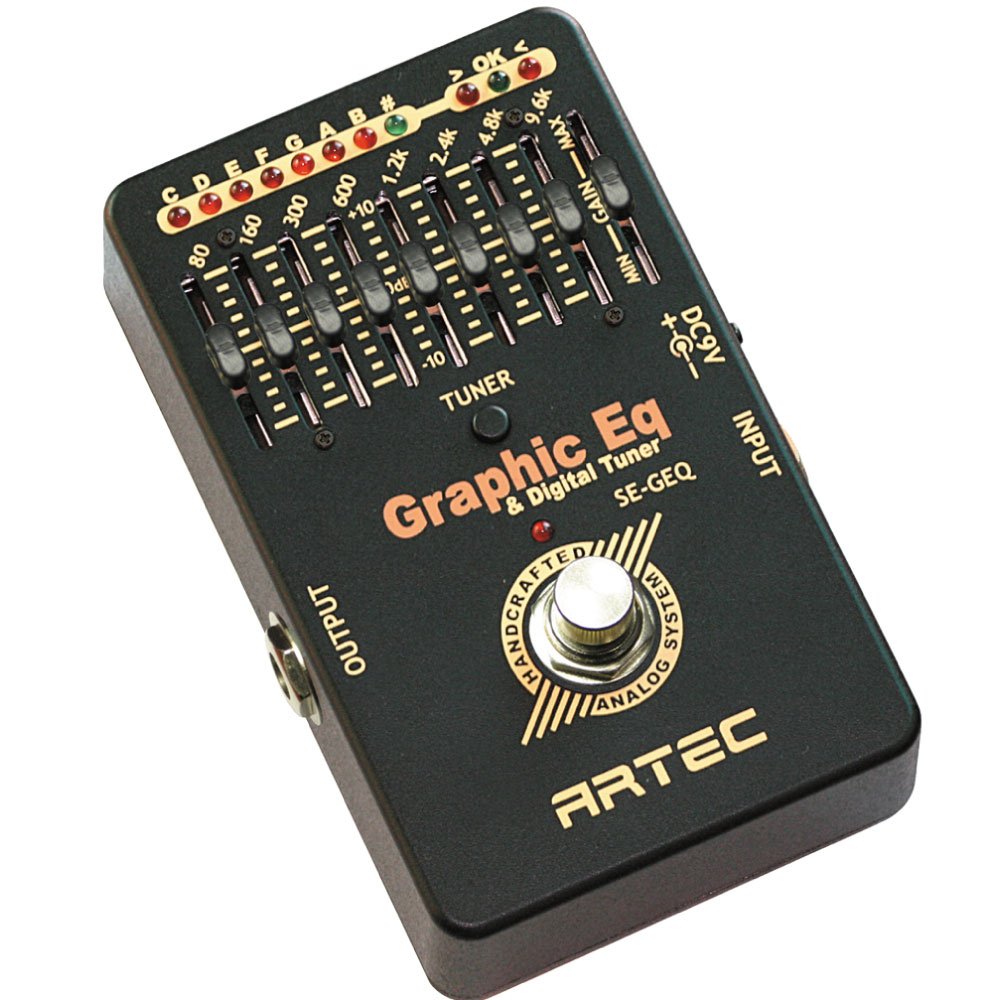 > OK <
C D E F G A B #
80 160 300 600 1.2k 2.4k 4.8k 9.6k
+10
0dB
-10
MAX
GAIN
MIN
DC9V
+ -
TUNER
INPUT
Graphic Eq
& Digital Tuner
SE-GEQ
OUTPUT
HANDCRAFTED
ANALOG SYSTEM
ARTEC